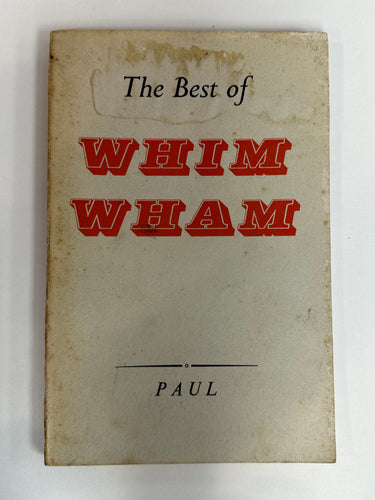 The Best of
WHIM
WHAM
PAUL